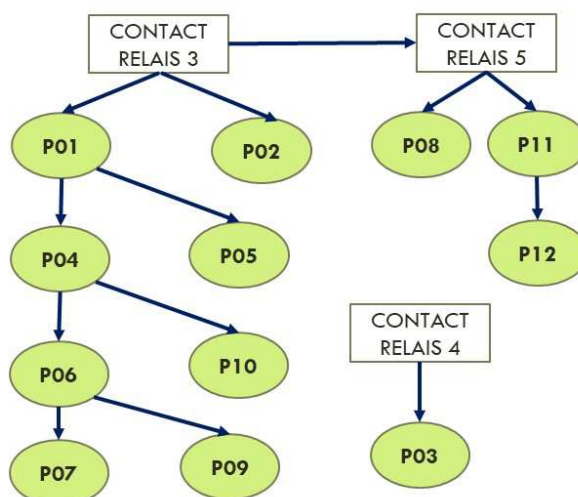 CONTACT
RELAIS 3
CONTACT
RELAIS 5
P01
P02
P08
P11
P04
P05
P12
CONTACT
RELAIS 4
P06
P10
P07
P09
P03